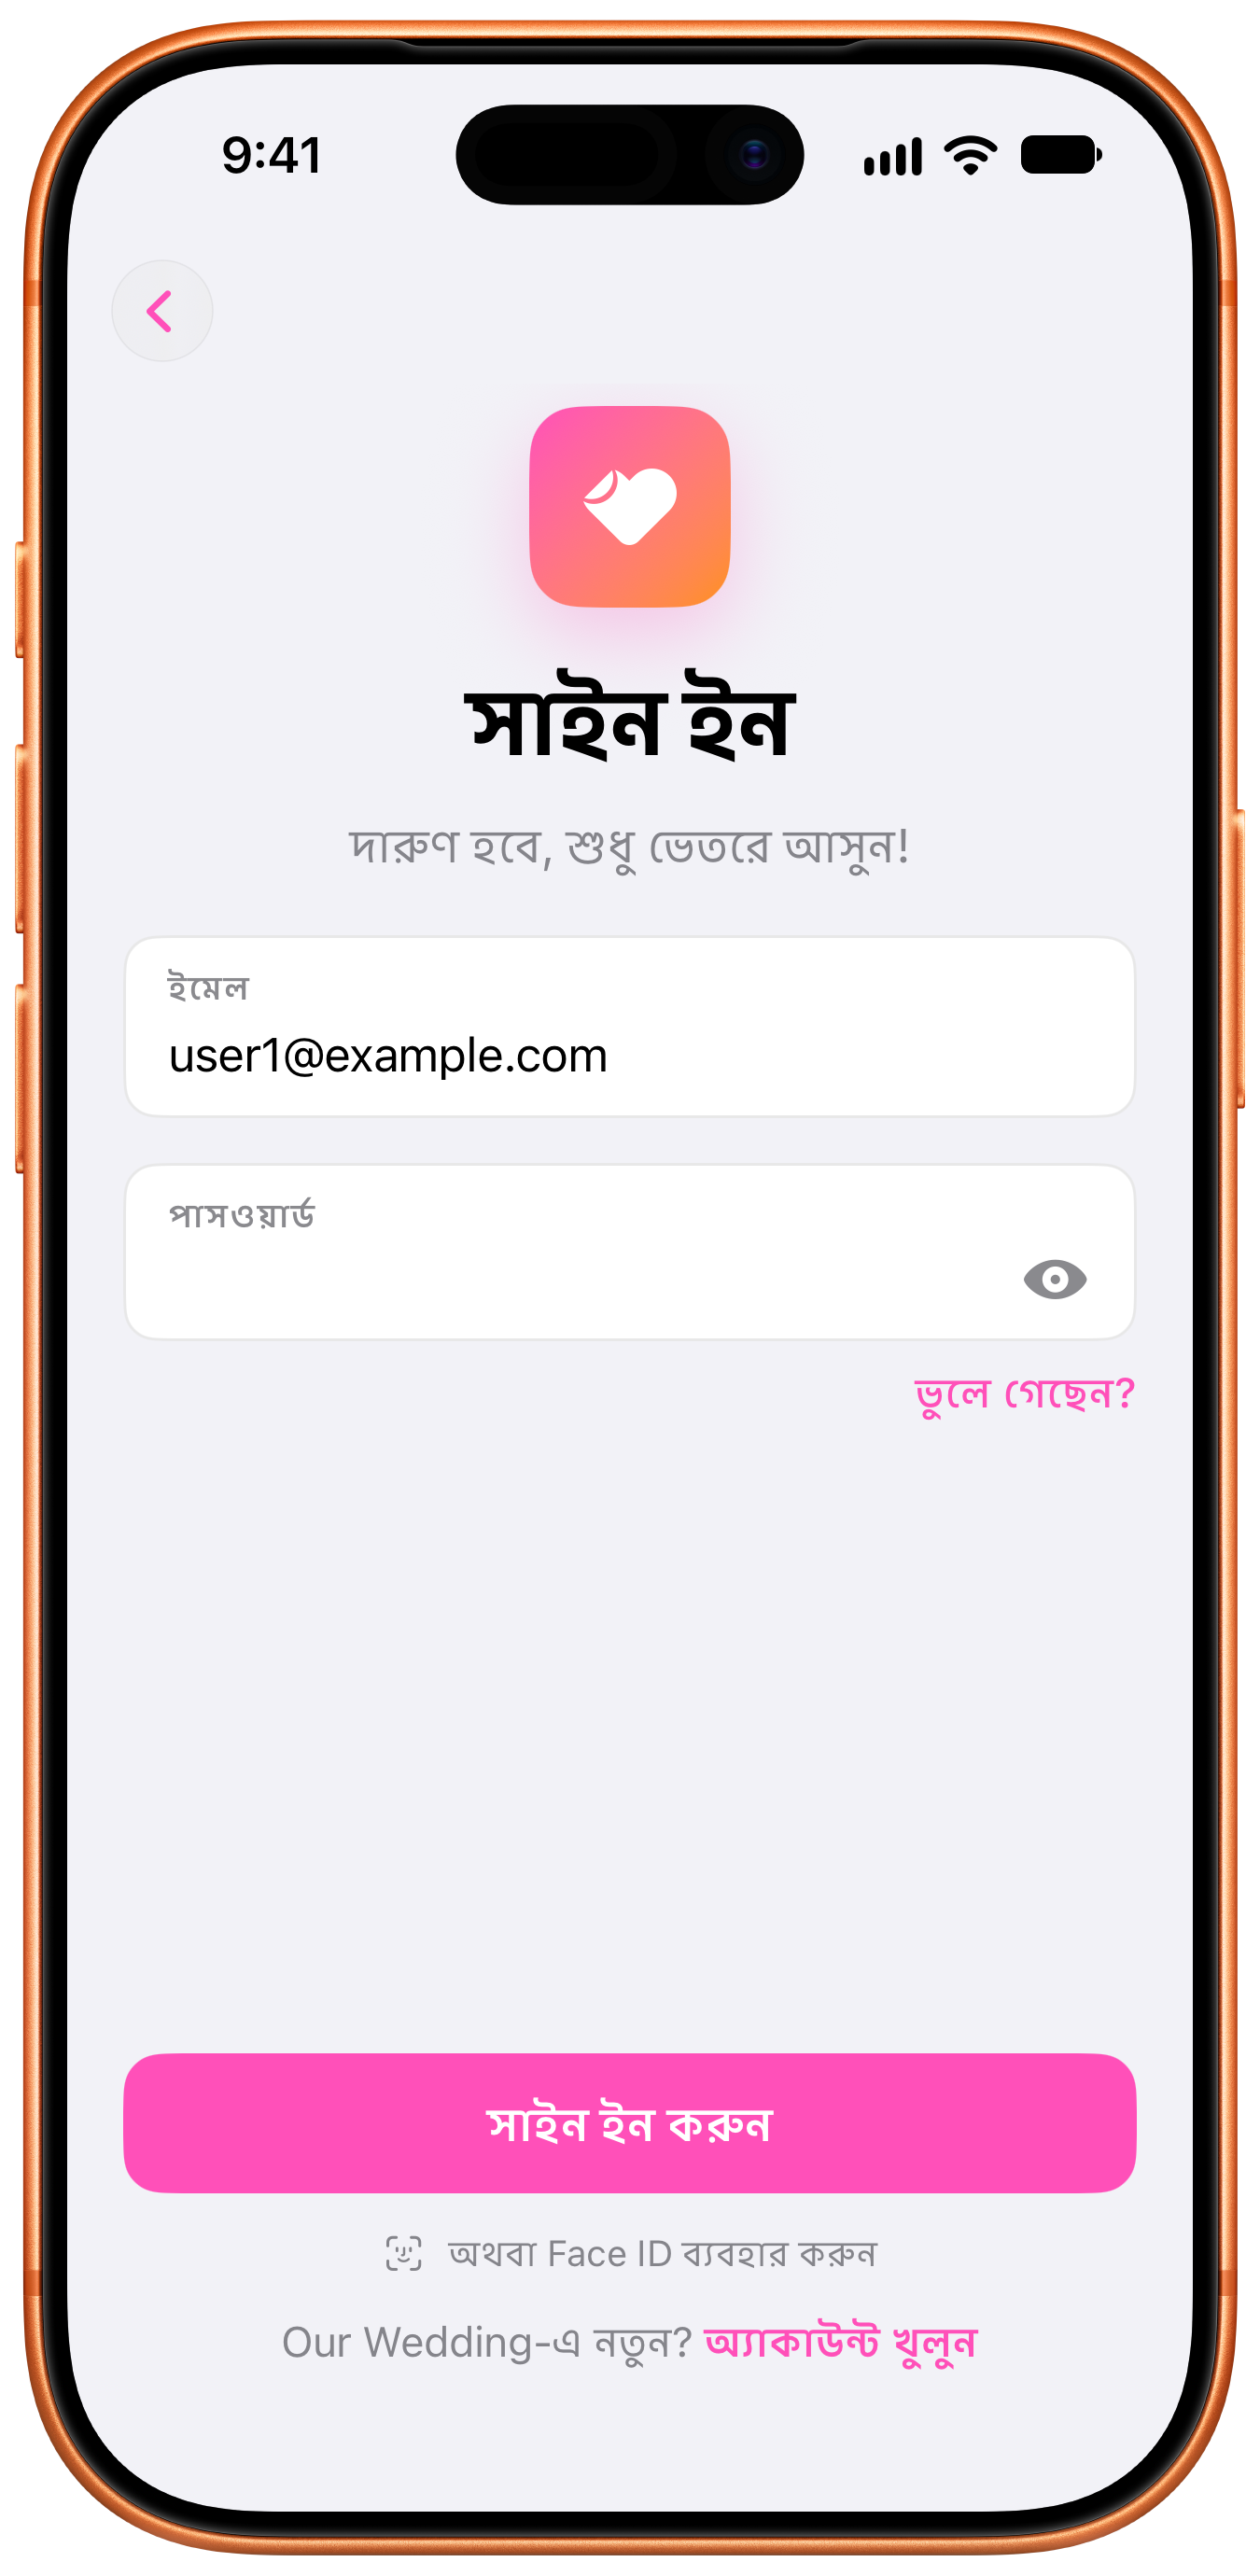 9:41
সাইন ইন
দারুণ হবে, শুধু ভেতরে আসুন!
ইমেল
user1@example.com
পাসওয়ার্ড
ভুলে গেছেন?
সাইন ইন করুন
অথবা Face ID ব্যবহার করুন
Our Wedding-এ নতুন? অ্যাকাউন্ট খুলুন